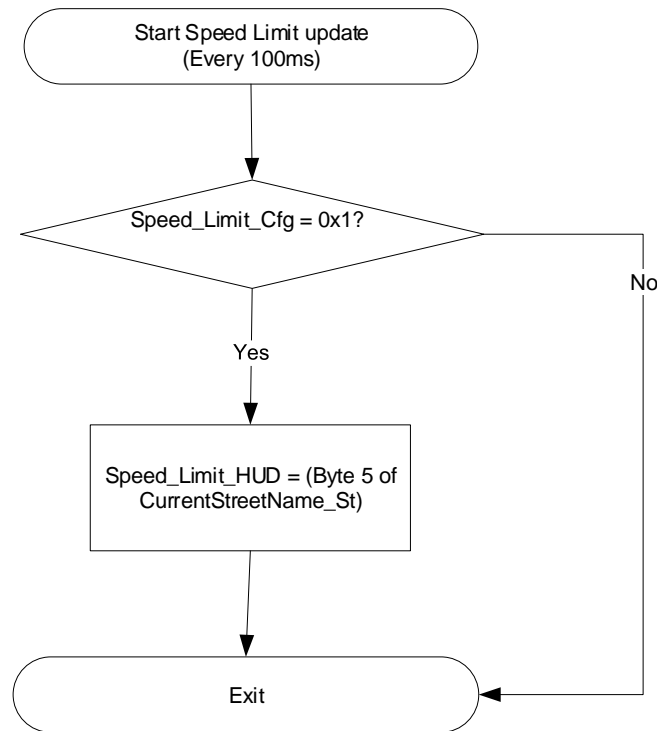 Start Speed Limit update
(Every 100ms)
Speed_Limit_Cfg = 0x1?
No
Yes
Speed_Limit_HUD = (Byte 5 of
CurrentStreetName_St)
Exit